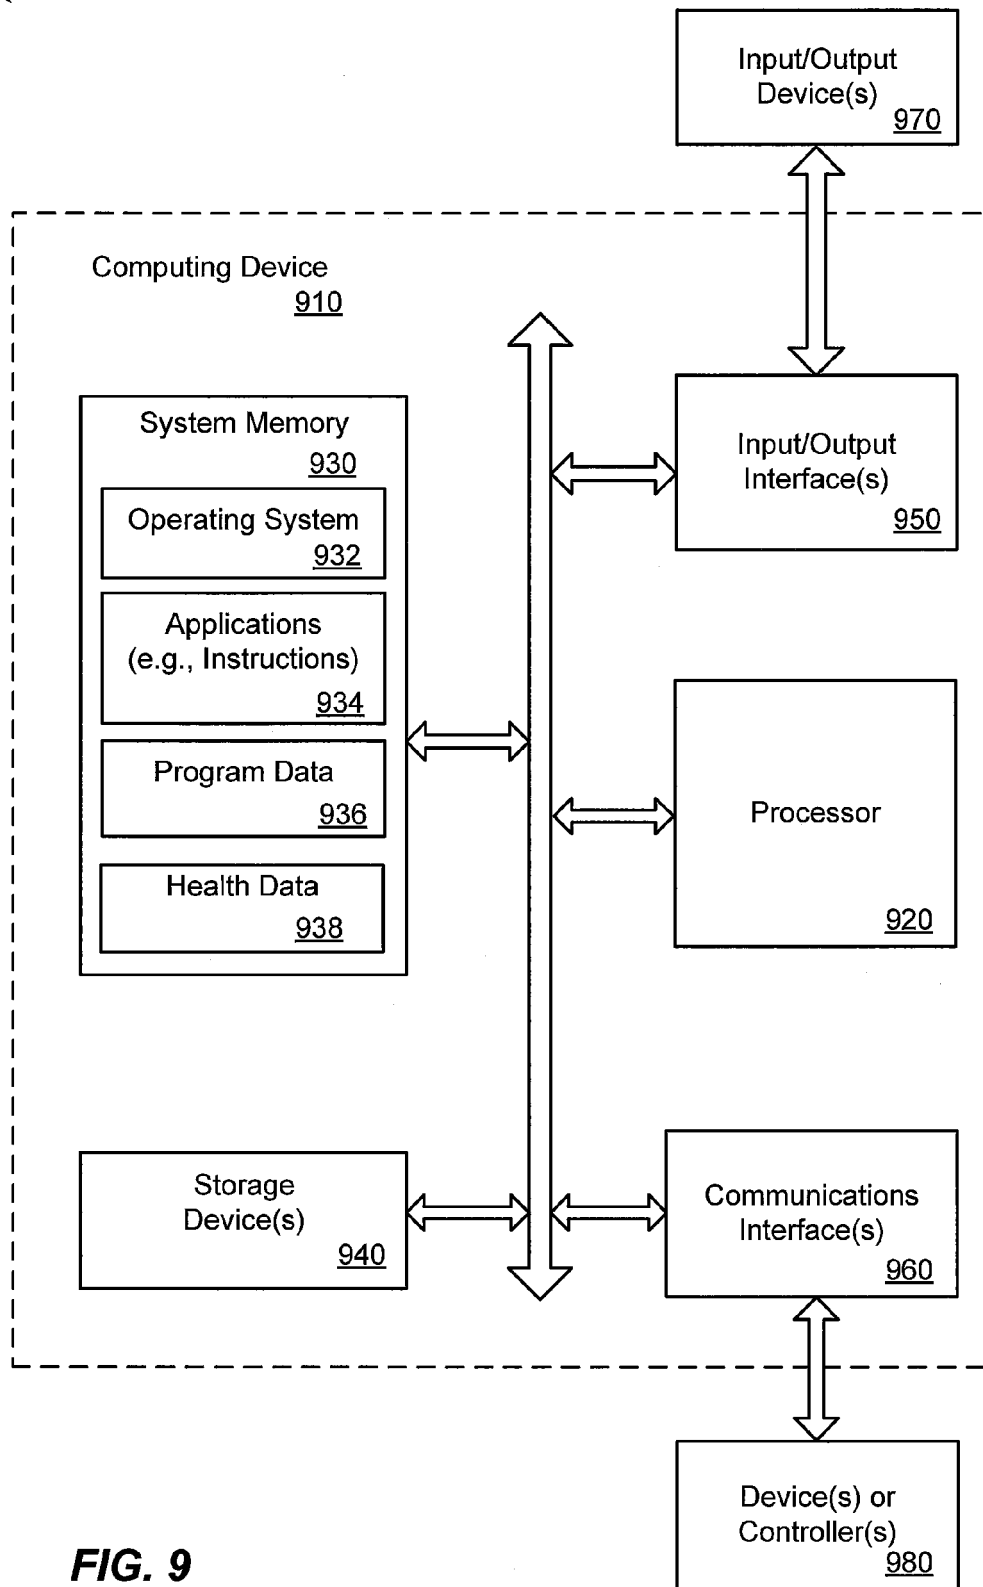 Input/Output
Device(s)
970
Computing Device
910
System Memory
930
Operating System
932
Applications
(e.g., Instructions)
934
Program Data
936
Health Data
938
Input/Output
Interface(s)
950
Processor
920
Storage
Device(s)
940
Communications
Interface(s)
960
Device(s) or
Controller(s)
980
FIG. 9